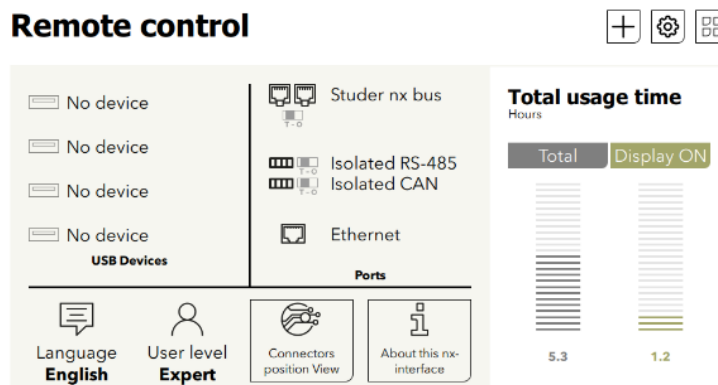 Remote control
No device
No device
No device
No device
USB Devices
Studer nx bus
T - O
Isolated RS-485
T - O
Isolated CAN
T - O
Ethernet
Ports
Language
English
User level
Expert
Connectors
position View
About this nx-
interface
Total usage time
Hours
Total
Display ON
5.3
1.2